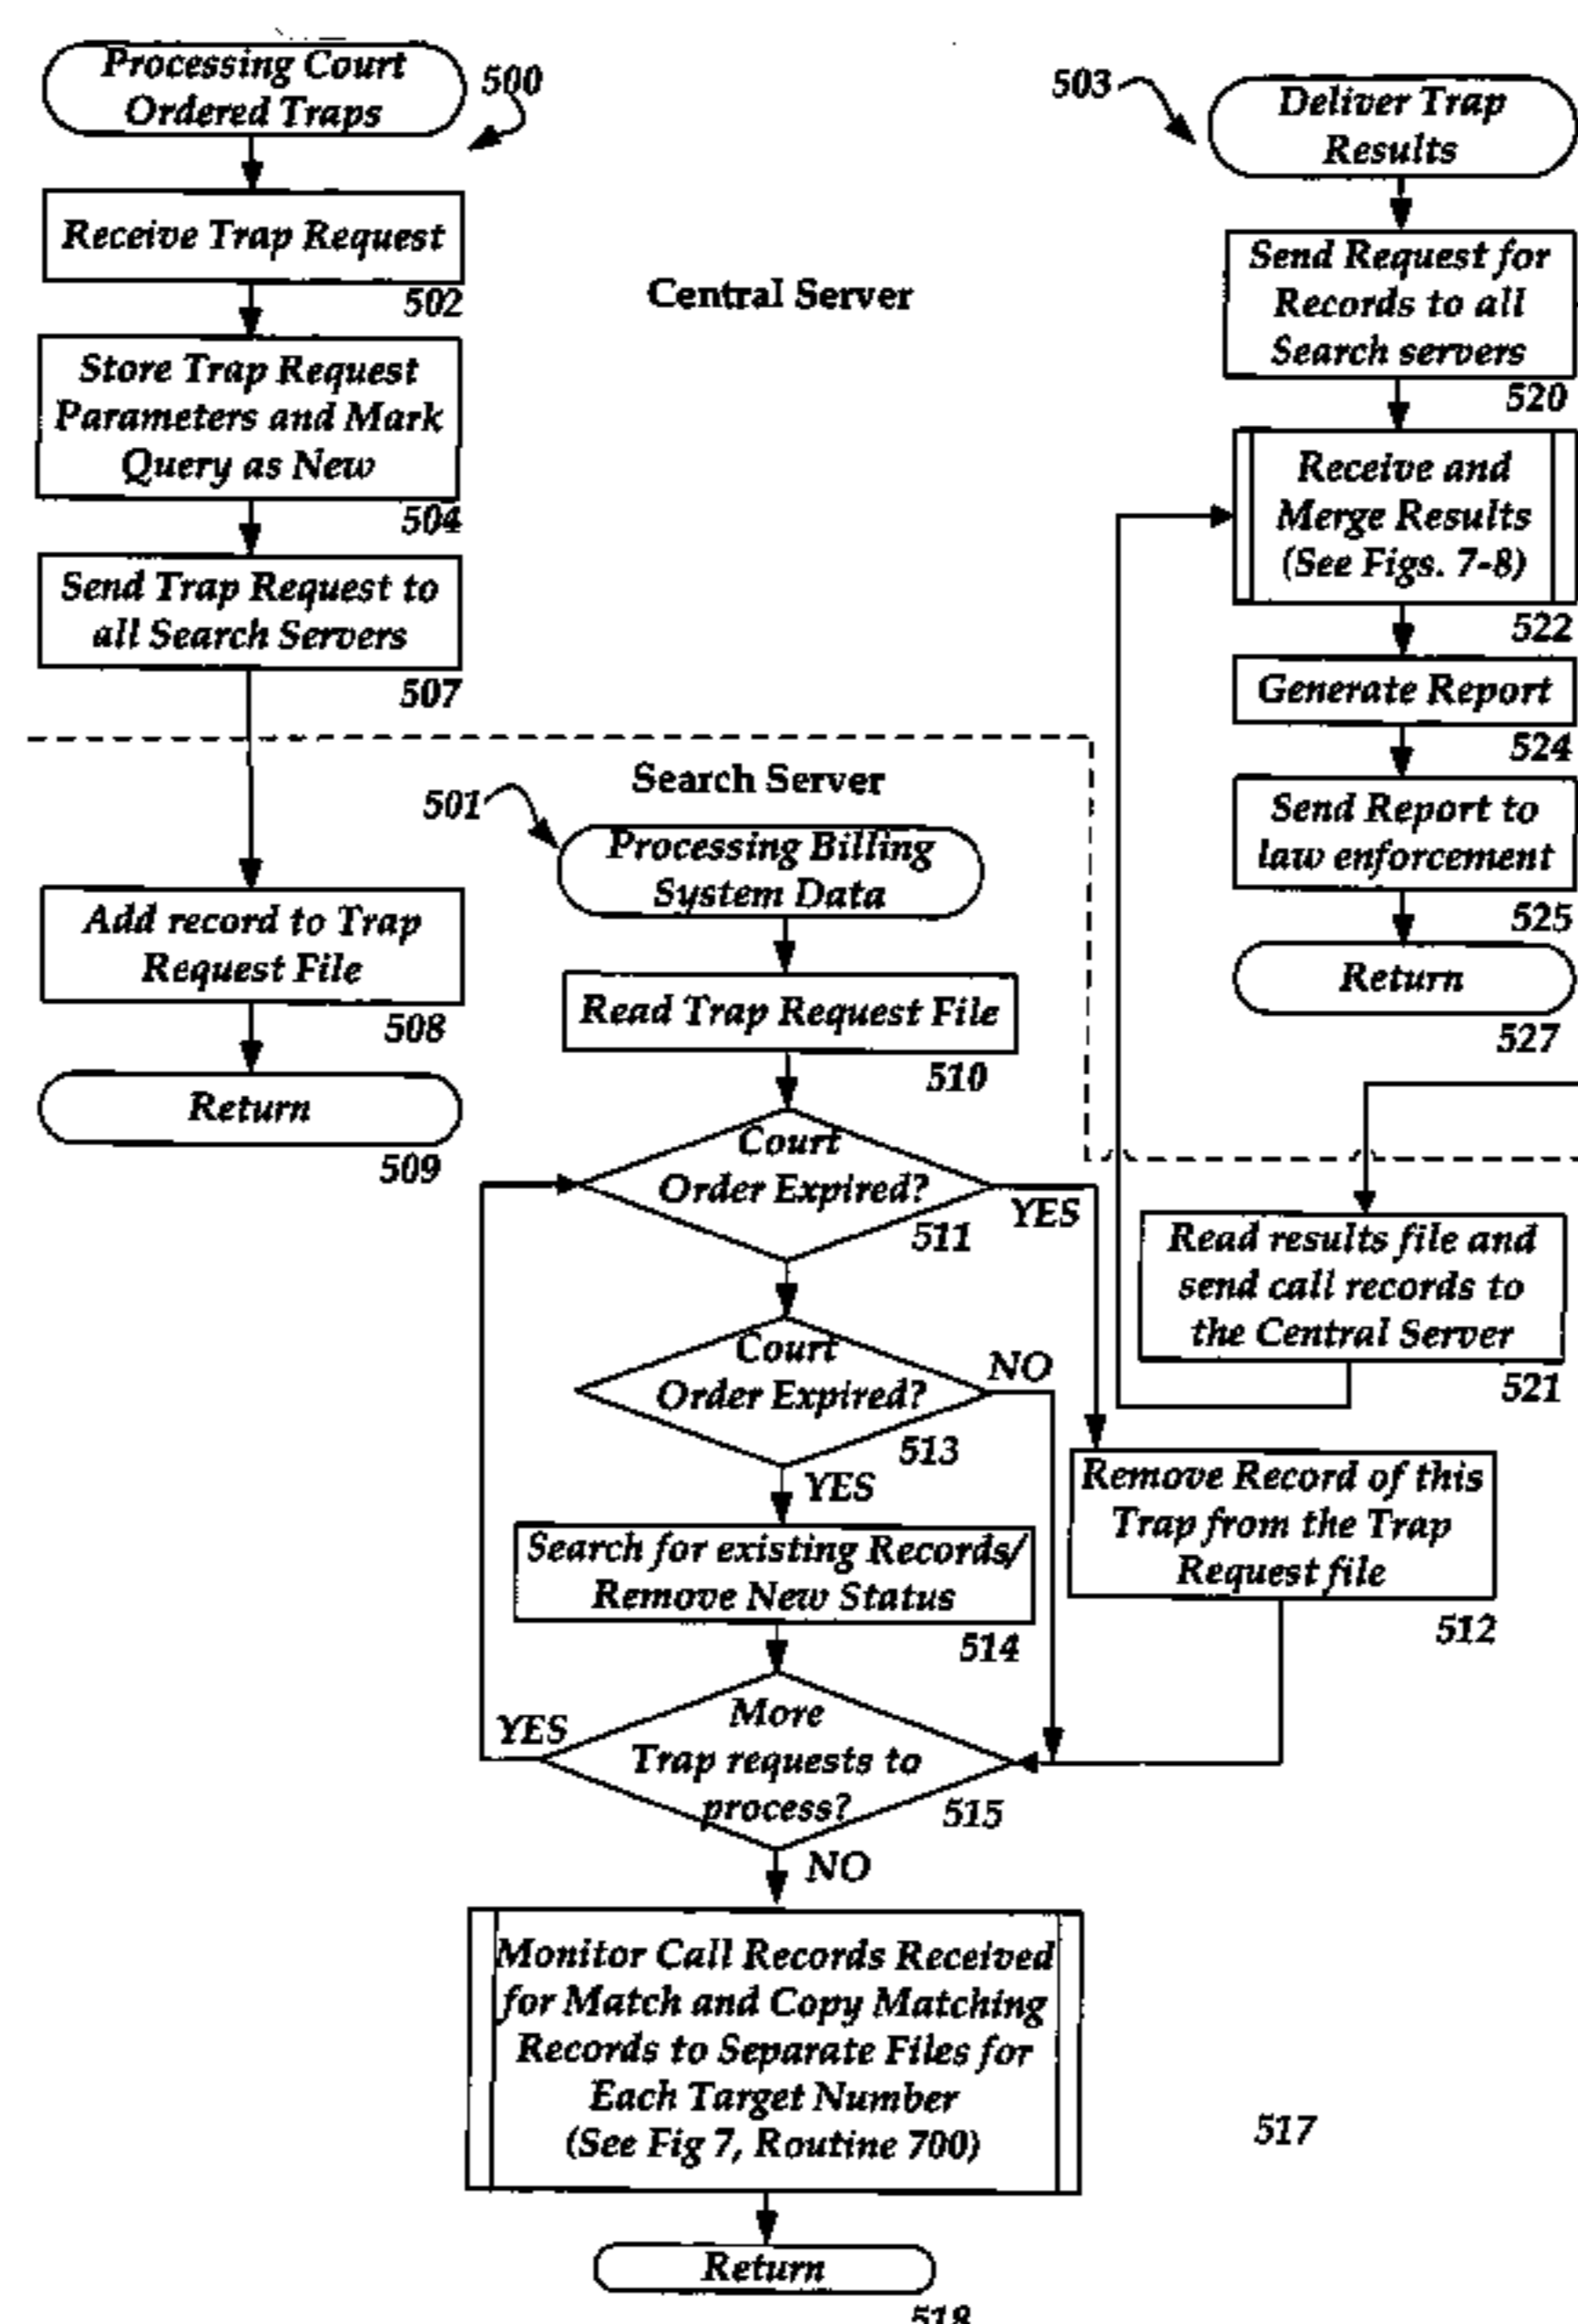 Processing Court
Ordered Traps
500
Receive Trap Request
502
Store Trap Request
Parameters and Mark
Query as New
504
Send Trap Request to
all Search Servers
507
Central Server
503
Deliver Trap
Results
Send Request for
Records to all
Search servers
520
Receive and
Merge Results
(See Figs. 7-8)
522
Generate Report
524
Send Report to
law enforcement
525
Return
527
Search Server
Add record to Trap
Request File
508
Return
509
501
Processing Billing
System Data
Read Trap Request File
510
Court
Order Expired?
511
YES
Court
Order Expired?
513
NO
YES
Search for existing Records/
Remove New Status
514
More
Trap requests to
process?
515
YES
NO
Read results file and
send call records to
the Central Server
521
Remove Record of this
Trap from the Trap
Request file
512
Monitor Call Records Received
for Match and Copy Matching
Records to Separate Files for
Each Target Number
(See Fig 7, Routine 700)
517
Return
518